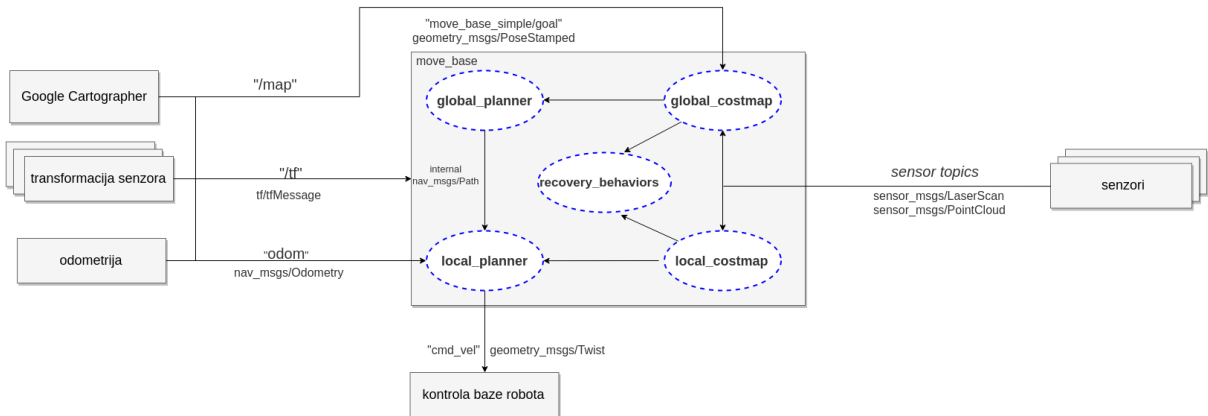 "move_base_simple/goal"
geometry_msgs/PoseStamped
move_base
Google Cartographer
"/map"
global_planner
global_costmap
transformacija senzora
"/tf"
tf/tfMessage
internal
nav_msgs/Path
recovery_behaviors
sensor topics
sensor_msgs/LaserScan
sensor_msgs/PointCloud
senzori
odometrija
"odom"
nav_msgs/Odometry
local_planner
local_costmap
"cmd_vel"
geometry_msgs/Twist
kontrola baze robota